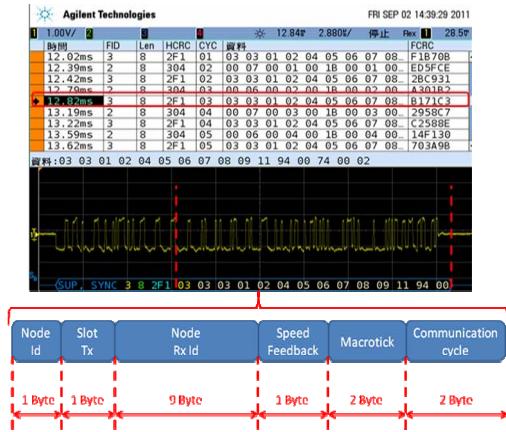 Agilent Technologies FRI SEP 02 14:39:29 2011
1 1.00V/ 2 3 4 12.84▼ 2.880%/ 停止 Rex 1 28.5▼
時間 FID Len HCRC CYC 資料 FCRC
12.02ms 3 8 2F1 01 03 03 01 02 04 05 06 07 08… F1B70B
12.39ms 2 8 304 02 00 07 00 01 00 1B 00 01 00… ED5FCE
12.42ms 3 8 2F1 02 03 03 01 02 04 05 06 07 08… 2BC931
12.79ms 2 8 304 03 00 06 00 02 00 1B 00 02 00 A301B2
12.82ms 3 8 2F1 03 03 03 01 02 04 05 06 07 08… B171C3
13.19ms 2 8 304 04 00 07 00 03 00 1B 00 03 00… 2958C7
13.22ms 3 8 2F1 04 03 03 01 02 04 05 06 07 08… C2588E
13.59ms 2 8 304 05 00 06 00 04 00 1B 00 04 00… 14F130
13.62ms 3 8 2F1 05 03 03 01 02 04 05 06 07 08… 703A9B
資料:03 03 01 02 04 05 06 07 08 09 11 94 00 74 00 02
SUP, SYNC 3 8 2F1 03 03 03 01 02 04 05 06 07 08 09 11 94 00
Node Id
Slot Tx
Node Rx Id
Speed Feedback
Macrotick
Communication cycle
1 Byte 1 Byte 9 Byte 1 Byte 2 Byte 2 Byte